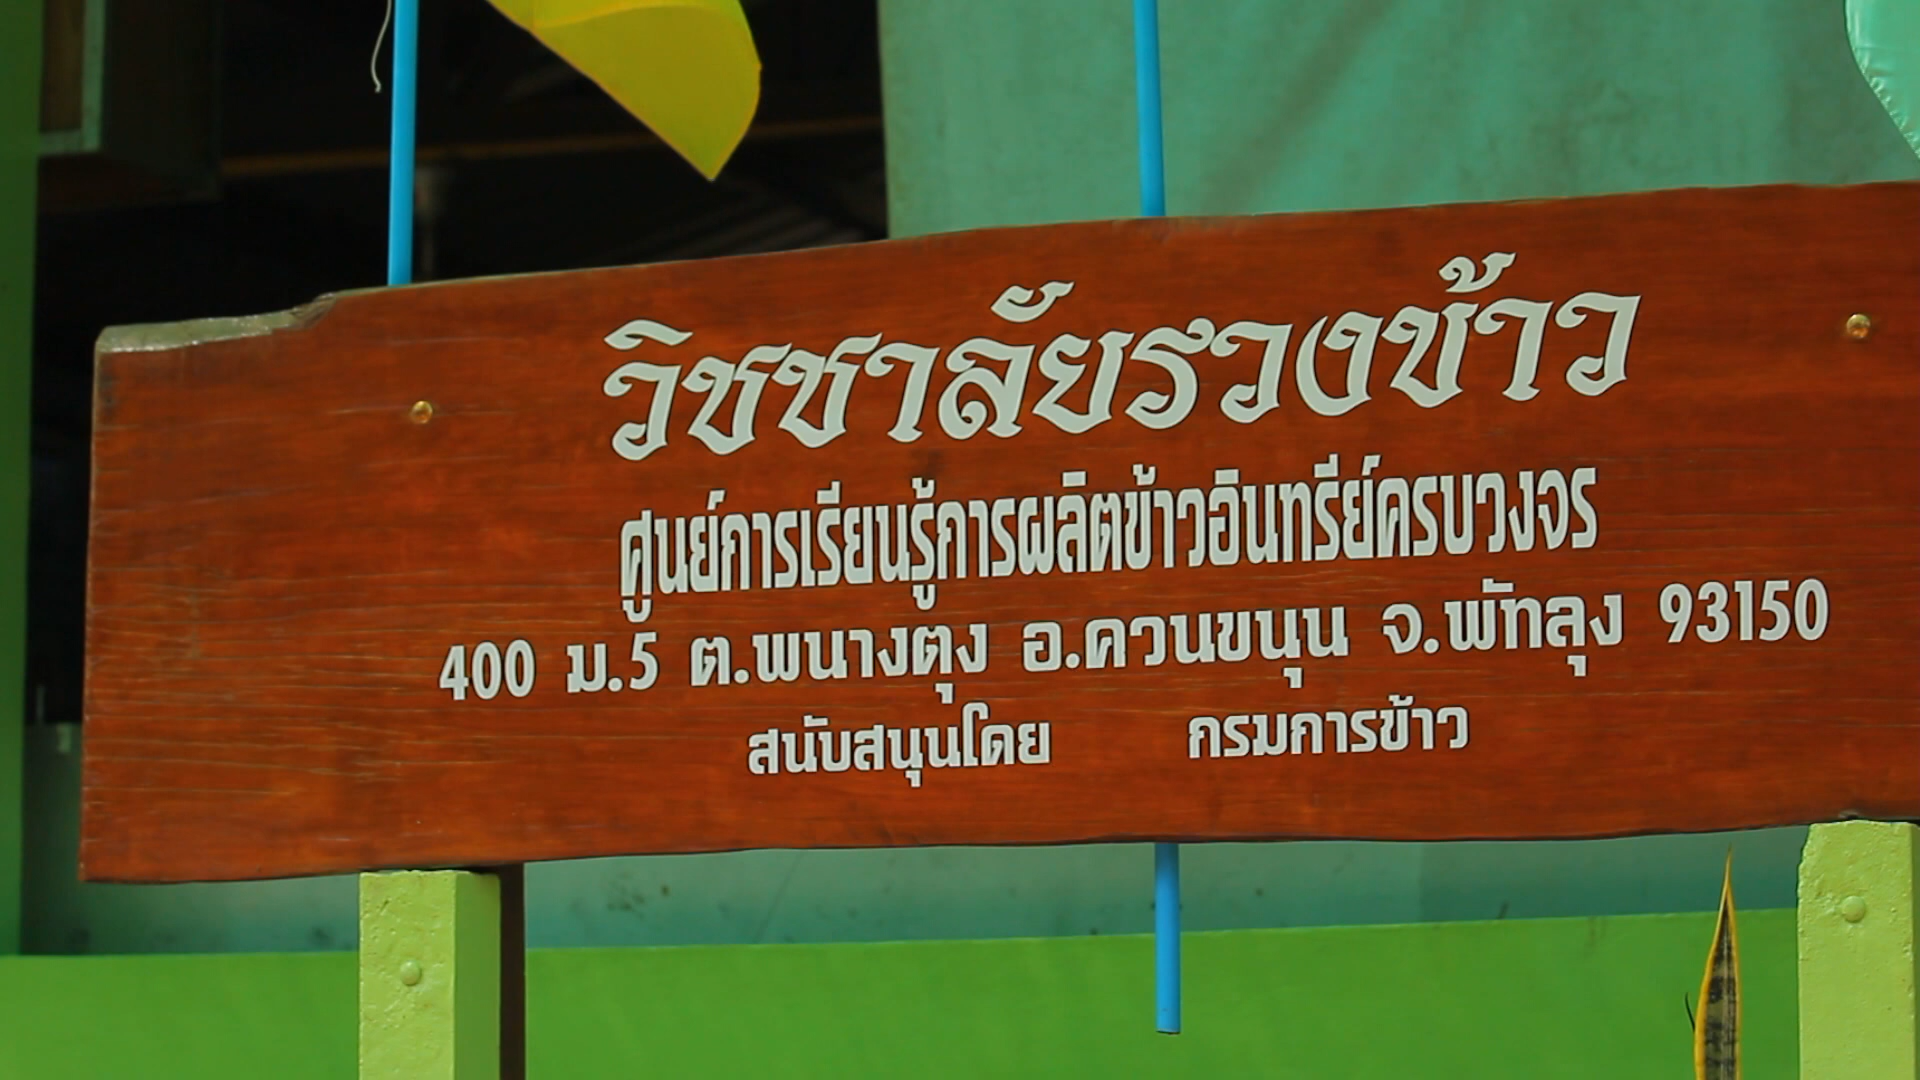 วิชชาลัยรวงข้าว
ศูนย์การเรียนรู้การผลิตข้าวอินทรีย์ครบวงจร
400 ม.5 ต.พนางตุง อ.ควนขนุน จ.พัทลุง 93150
สนับสนุนโดย กรมการข้าว